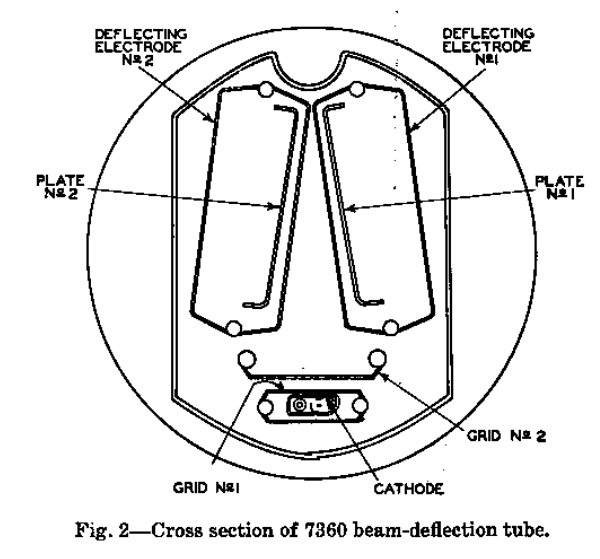 DEFLECTING
ELECTRODE
№ 2
DEFLECTING
ELECTRODE
№ 1
PLATE
№ 2
PLATE
№ 1
GRID № 2
GRID № 1
CATHODE
Fig. 2—Cross section of 7360 beam-deflection tube.